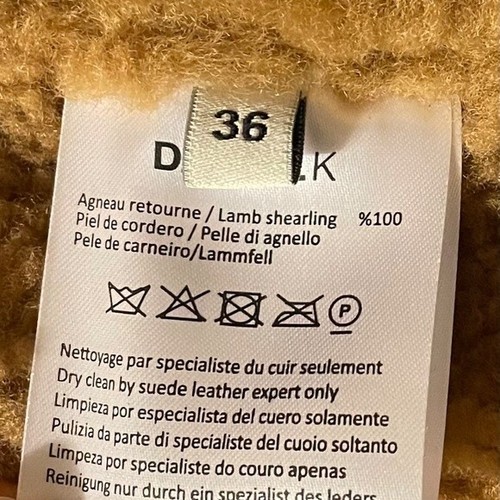 36
Agneau retourne / Lamb shearling %100
Piel de cordero / Pelle di agnello
Pele de carneiro/Lammfell
P
Nettoyage par specialiste du cuir seulement
Dry clean by suede leather expert only
Limpieza por especialista del cuero solamente
Pulizia da parte di specialiste del cuoio soltanto
Limpeza por specialiste do couro apenas
Reinigung nur durch ein spezialist des leders